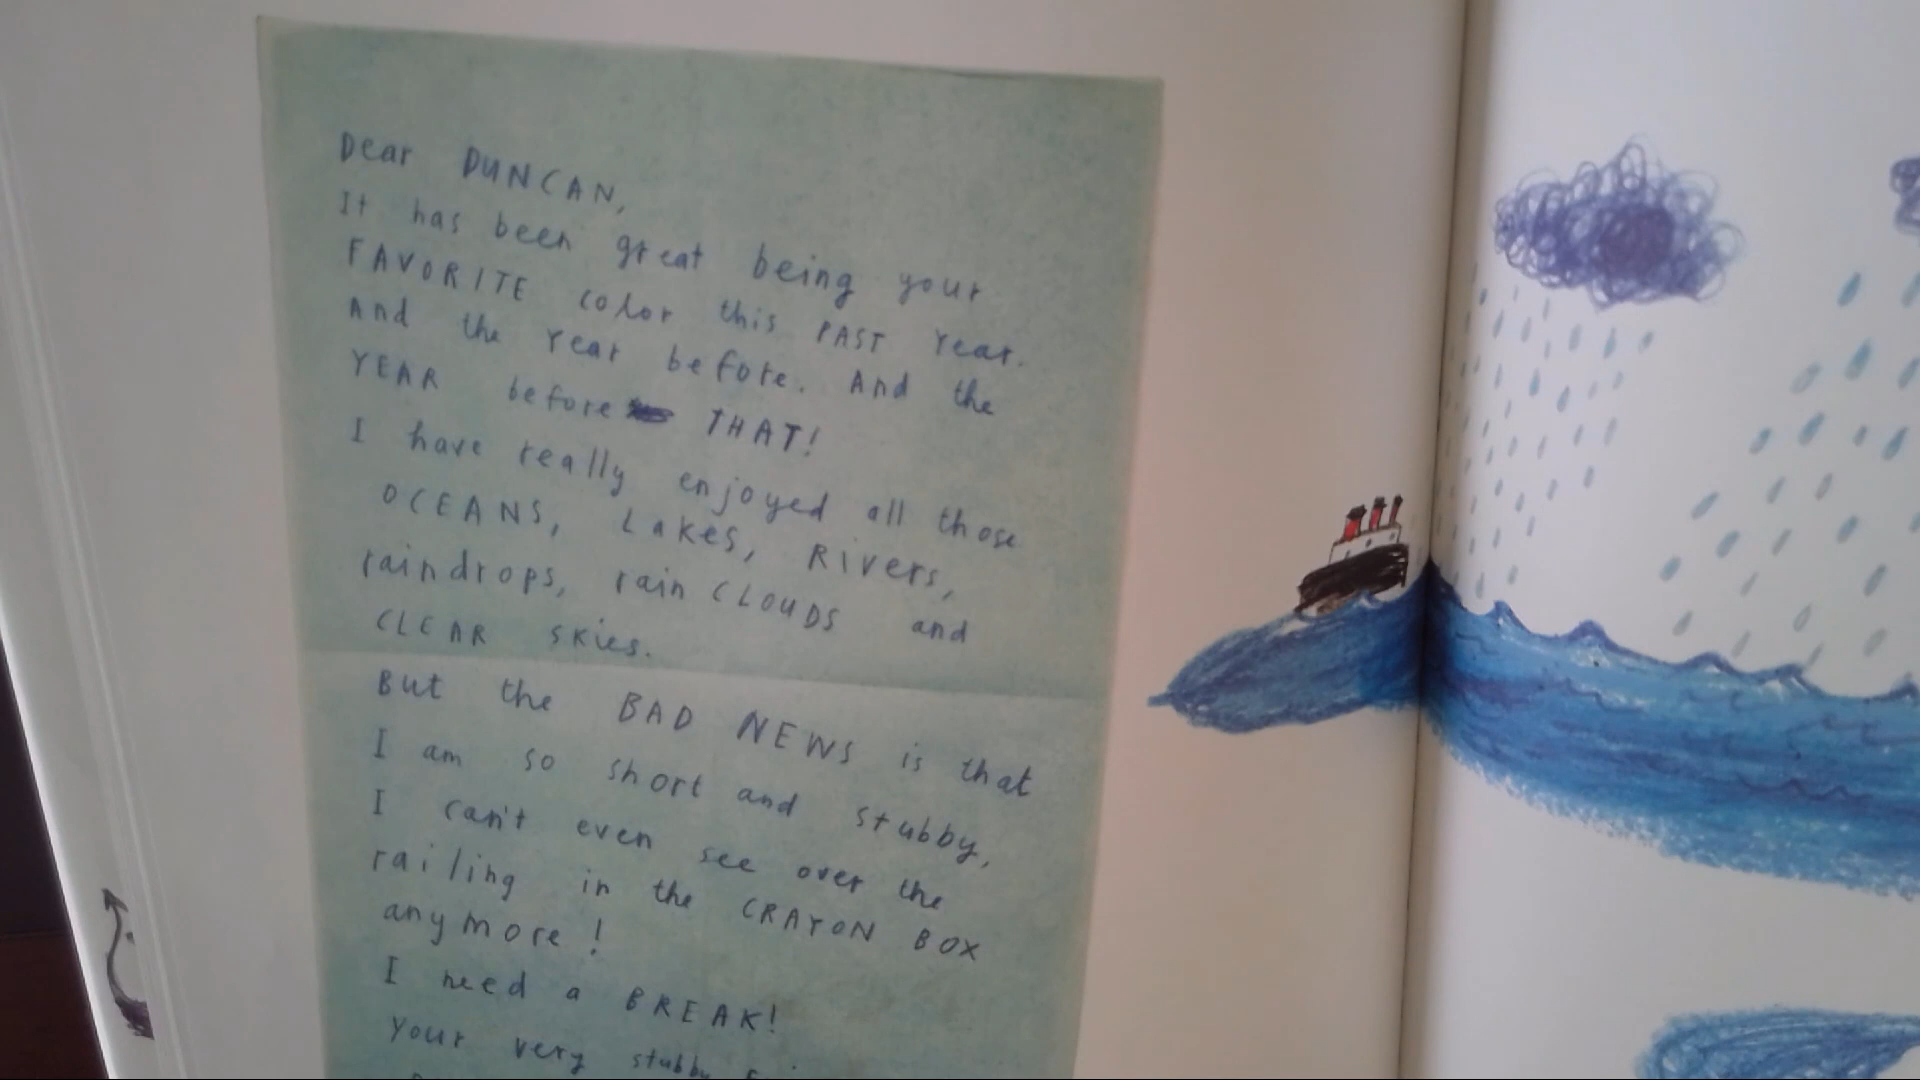 Dear DUNCAN,
It has been great being your
FAVORITE color this PAST Year.
And the Year before. And the
YEAR before THAT!
I have really enjoyed all those
OCEANS, Lakes, Rivers,
raindrops, rain CLOUDS and
CLEAR skies.
But the BAD NEWS is that
I am so short and stubby,
I can't even see over the
railing in the CRAYON BOX
anymore!
I need a BREAK!
Your very stubby